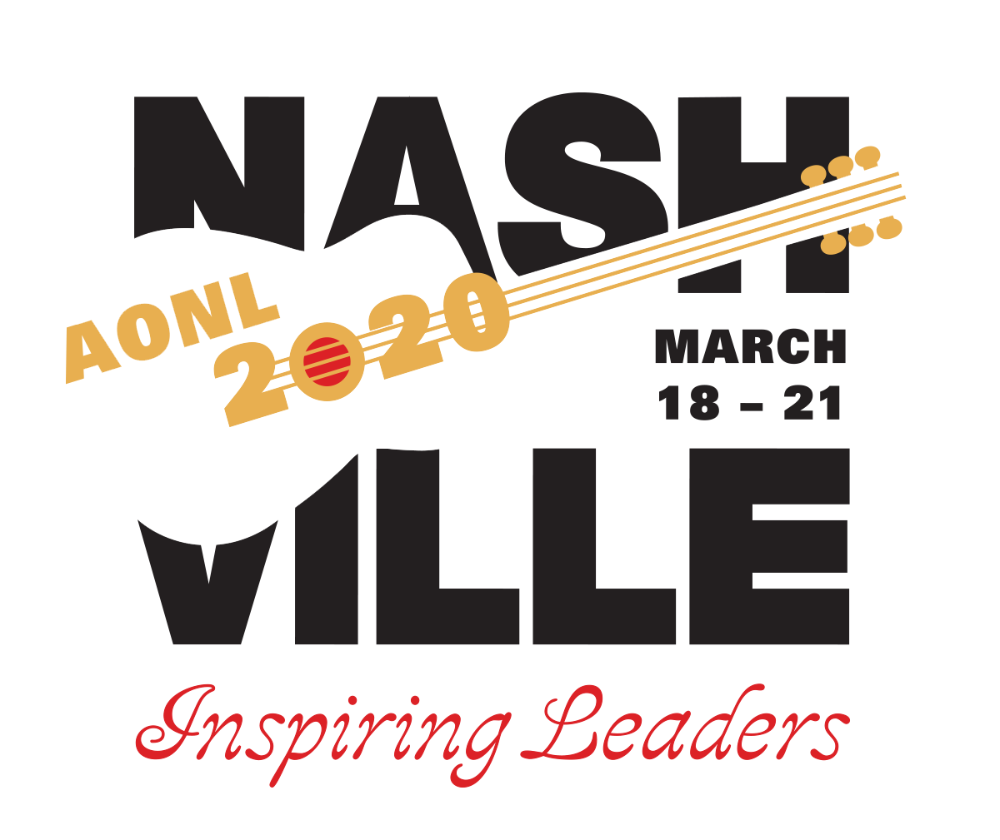 NASH
AONL
2020
MARCH
18 – 21
VILLE
Inspiring Leaders